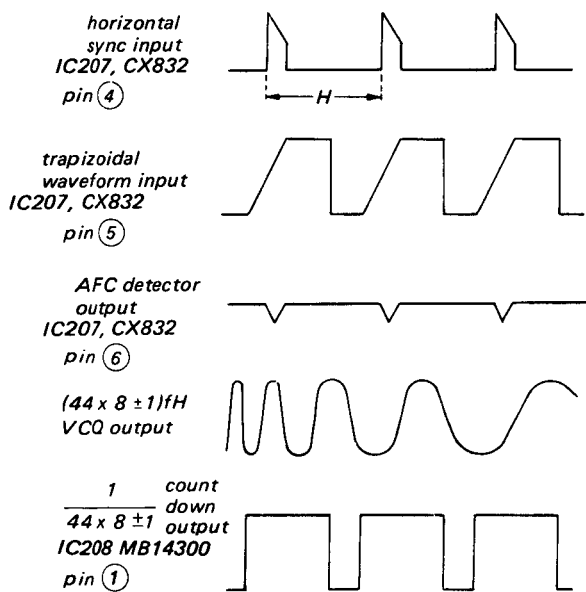 horizontal
sync input
IC207, CX832
pin ④
H
trapizoidal
waveform input
IC207, CX832
pin ⑤
AFC detector
output
IC207, CX832
pin ⑥
(44 x 8 ±1)fH
VCO output
1 count
44 x 8 ±1 down
output
IC208 MB14300
pin ①